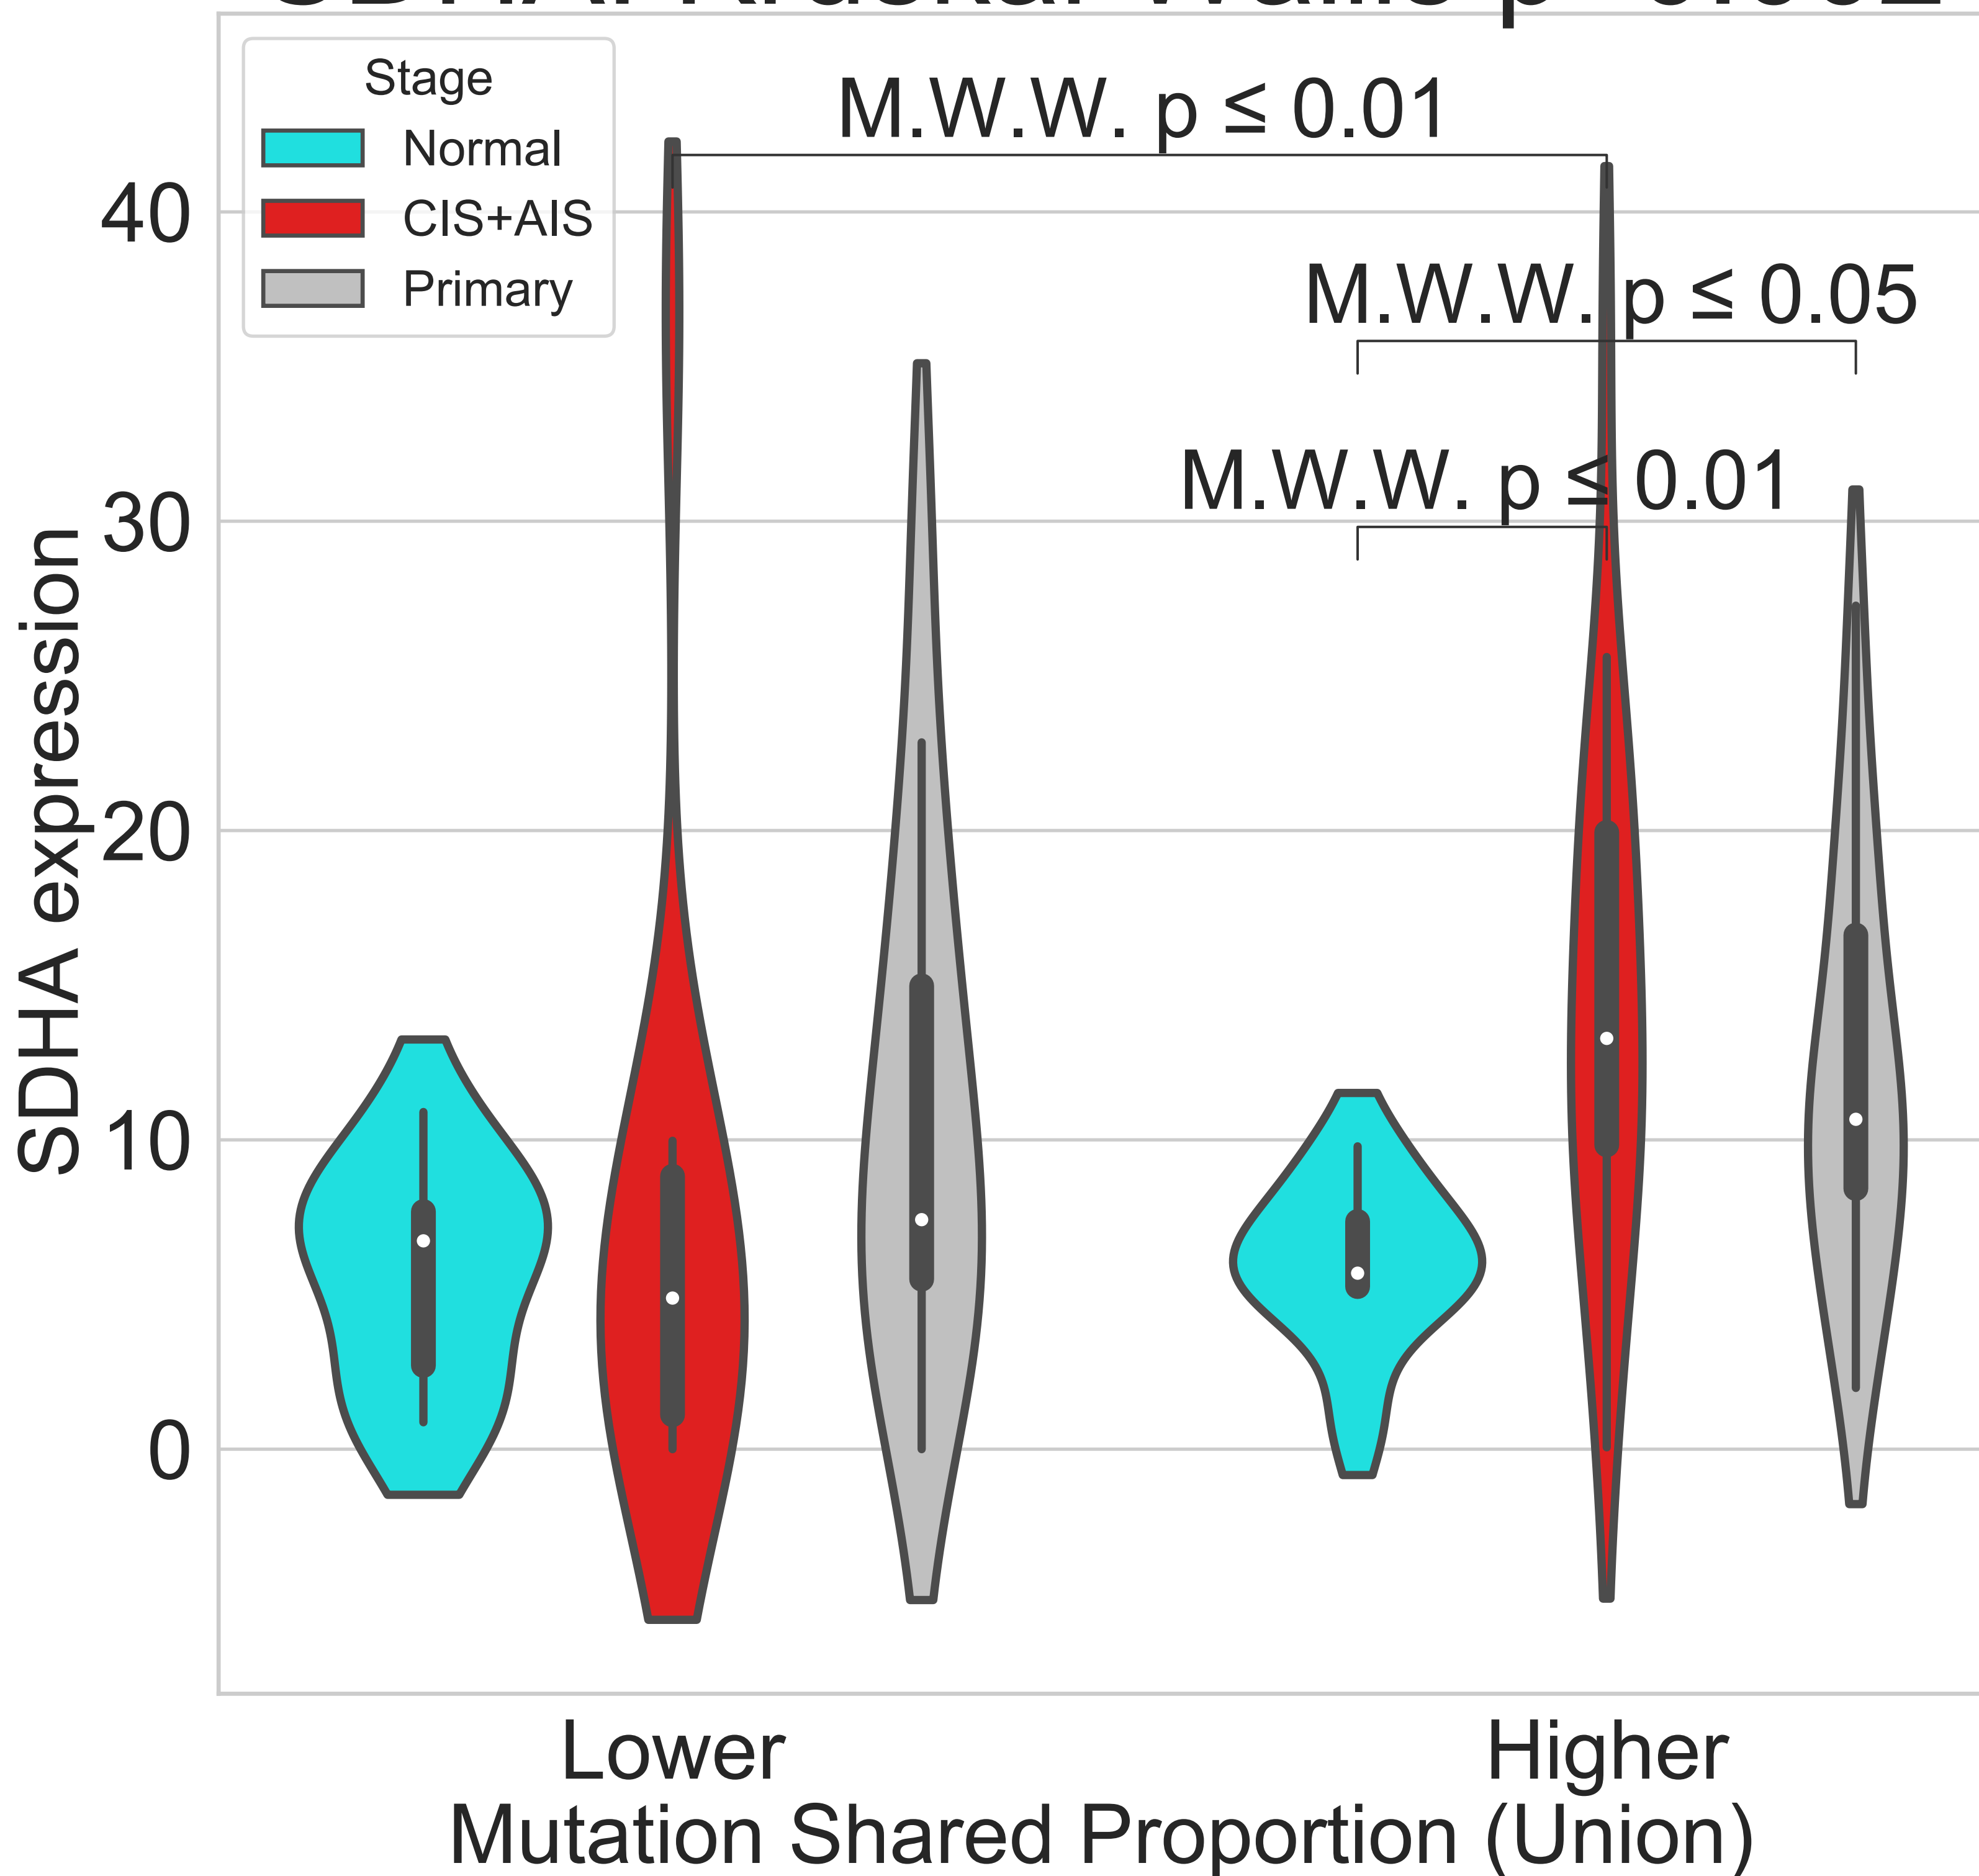 Stage
Normal
CIS+AIS
Primary
M.W.W. p ≤ 0.01
M.W.W. p ≤ 0.05
M.W.W. p ≤ 0.01
SDHA expression
40
30
20
10
0
Lower
Higher
Mutation Shared Proportion (Union)